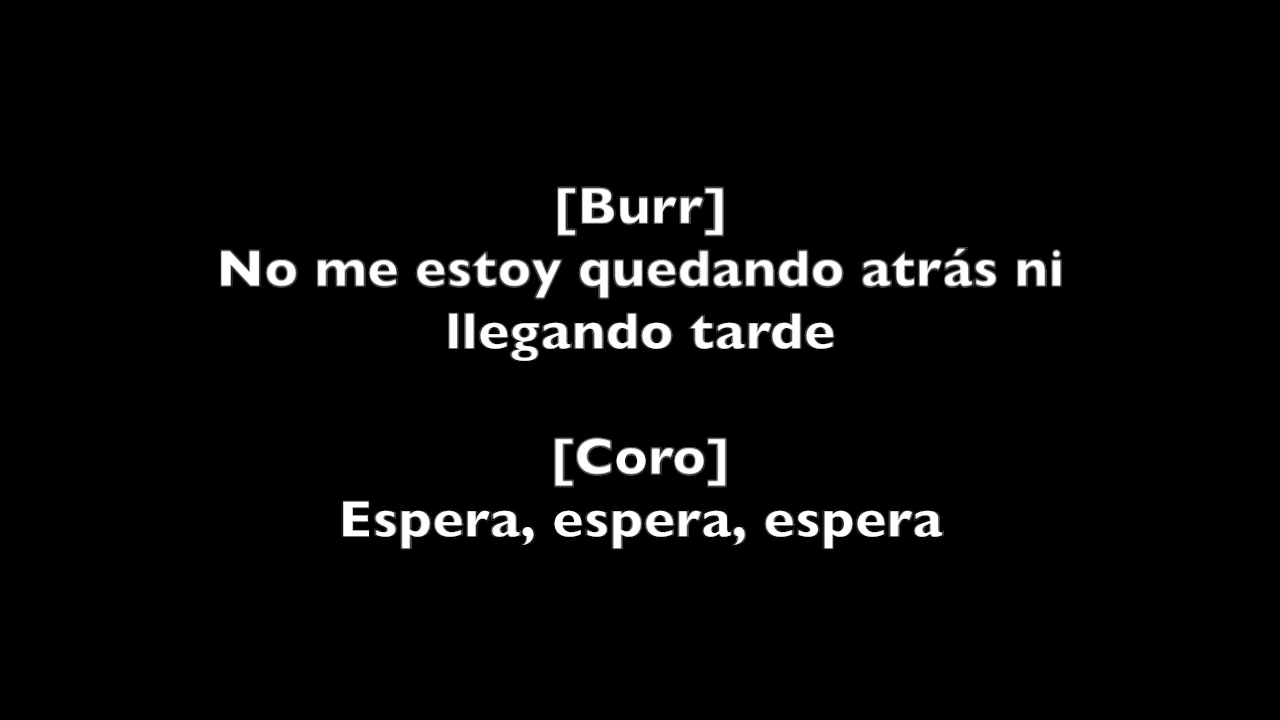 [Burr]
No me estoy quedando atrás ni
llegando tarde
[Coro]
Espera, espera, espera